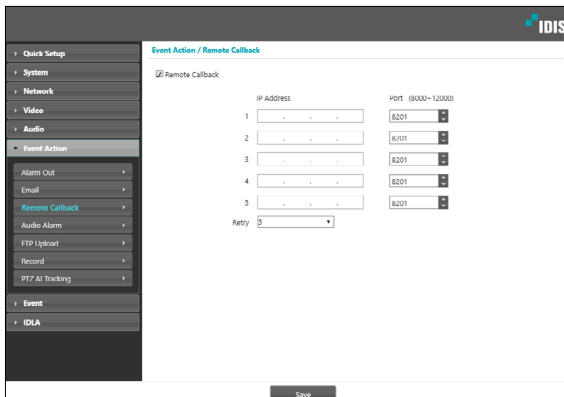 IDIS
Quick Setup
System
Network
Video
Audio
Event Action
Alarm Out
Email
Remote Callback
Audio Alarm
FTP Upload
Record
PTZ AI Tracking
Event
IDLA
Event Action / Remote Callback
Remote Callback
IP Address Port (8000~12000)
1 . . . 8201
2 . . . 8201
3 . . . 8201
4 . . . 8201
5 . . . 8201
Retry 5
Save